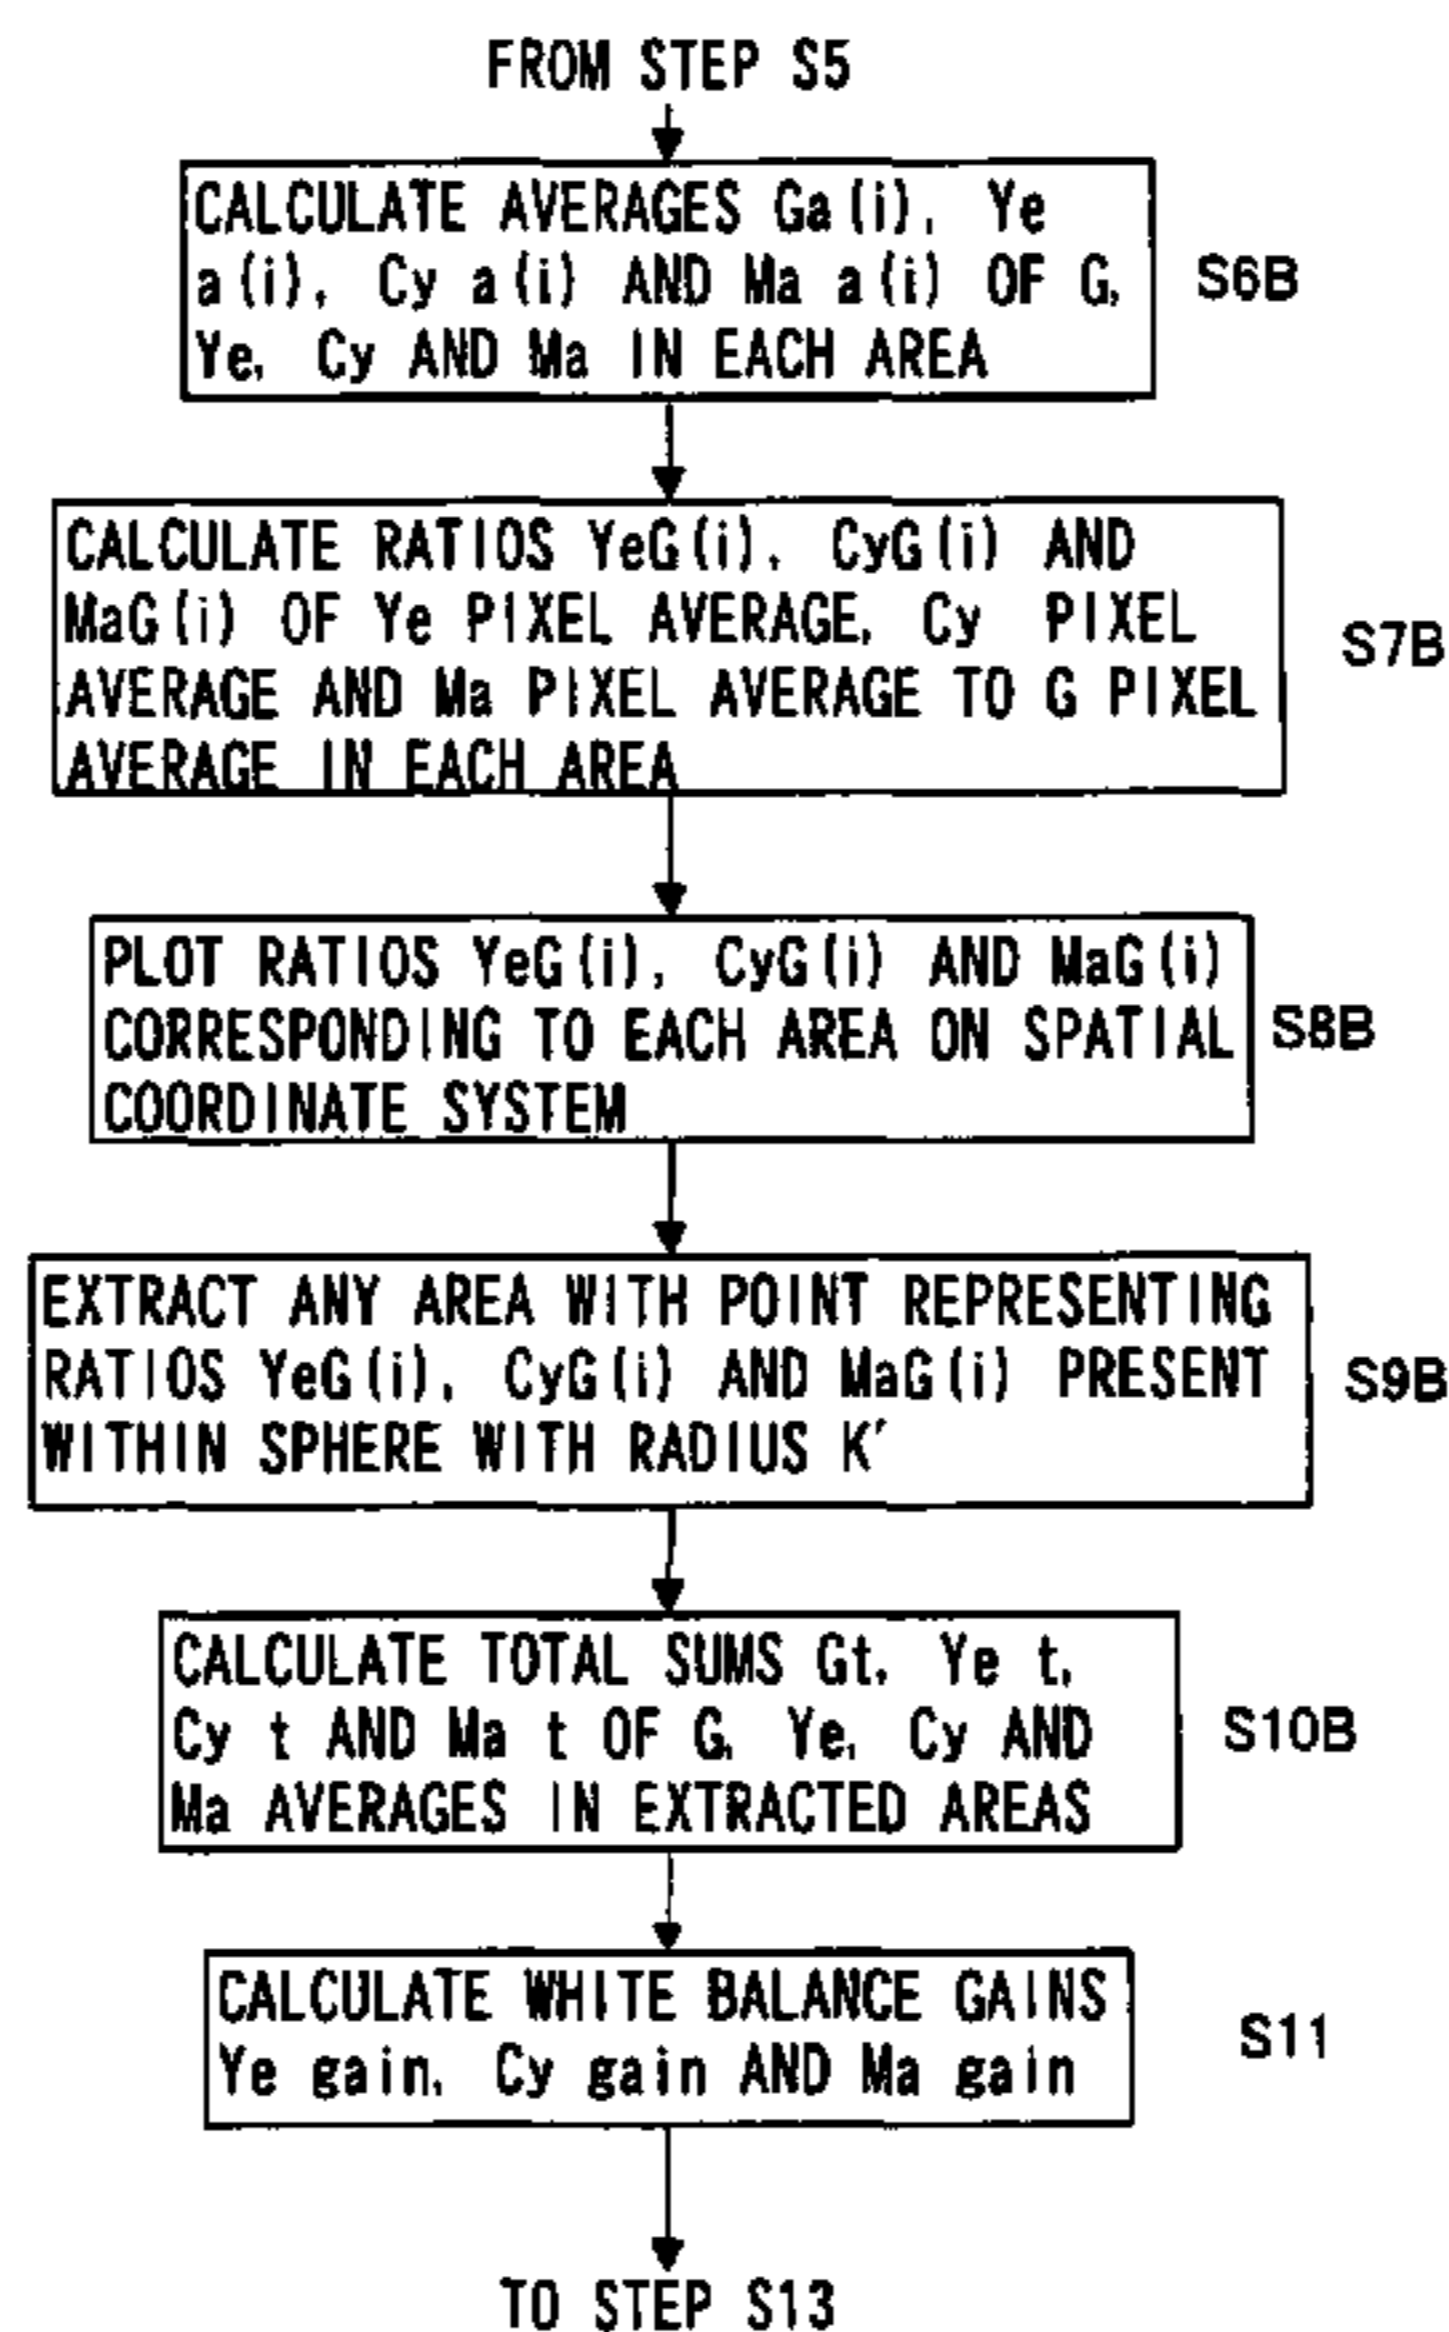 FROM STEP S5
CALCULATE AVERAGES Ga(i), Ye
a(i), Cy a(i) AND Ma a(i) OF G,
Ye, Cy AND Ma IN EACH AREA
S6B
CALCULATE RATIOS YeG(i), CyG(i) AND
MaG(i) OF Ye PIXEL AVERAGE, Cy PIXEL
AVERAGE AND Ma PIXEL AVERAGE TO G PIXEL
AVERAGE IN EACH AREA
S7B
PLOT RATIOS YeG(i), CyG(i) AND MaG(i)
CORRESPONDING TO EACH AREA ON SPATIAL
COORDINATE SYSTEM
S8B
EXTRACT ANY AREA WITH POINT REPRESENTING
RATIOS YeG(i), CyG(i) AND MaG(i) PRESENT
WITHIN SPHERE WITH RADIUS K'
S9B
CALCULATE TOTAL SUMS Gt, Ye t,
Cy t AND Ma t OF G, Ye, Cy AND
Ma AVERAGES IN EXTRACTED AREAS
S10B
CALCULATE WHITE BALANCE GAINS
Ye gain, Cy gain AND Ma gain
S11
TO STEP S13